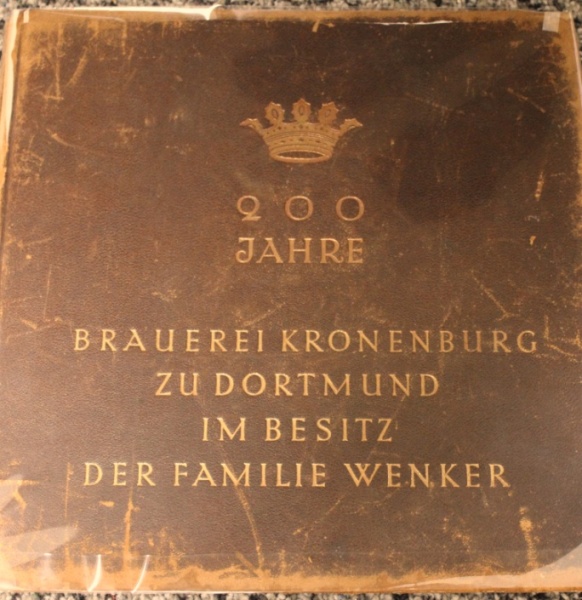 200
JAHRE
BRAUEREI KRONENBURG
ZU DORTMUND
IM BESITZ
DER FAMILIE WENKER